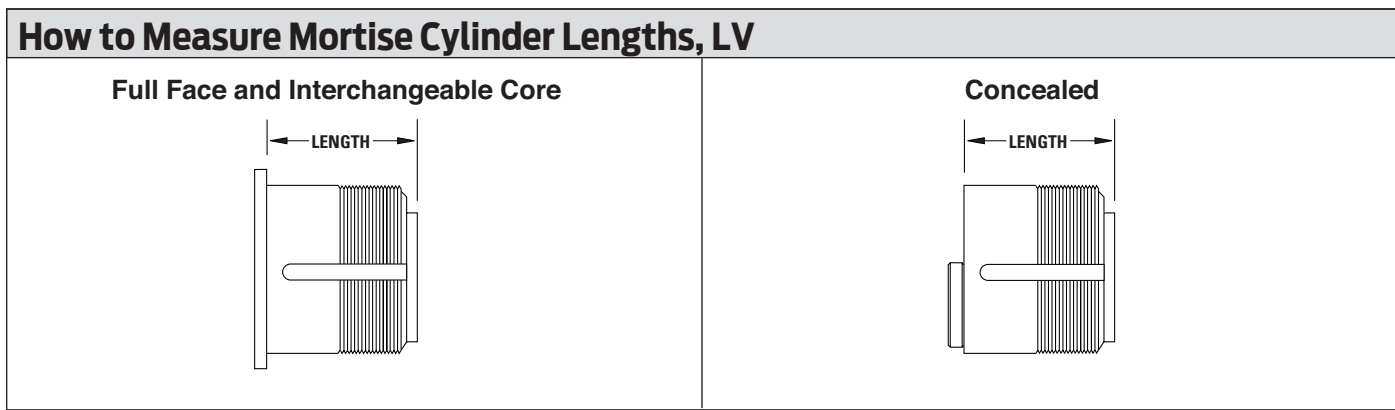 How to Measure Mortise Cylinder Lengths, LV
Full Face and Interchangeable Core
LENGTH
Concealed
LENGTH